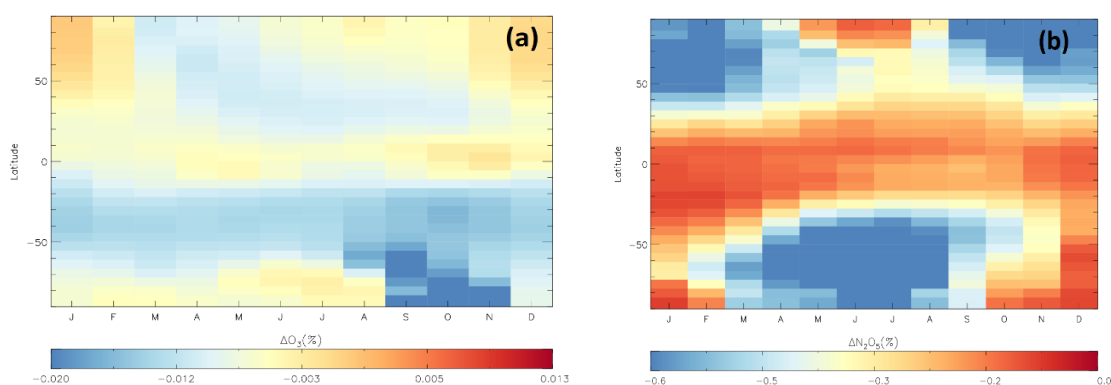 (a)
50
0
−50
Latitude
J F M A M J J A S O N D
ΔO₃(%)
−0.020 −0.012 −0.003 0.005 0.013
(b)
50
0
−50
Latitude
J F M A M J J A S O N D
ΔN₂O₅(%)
−0.6 −0.5 −0.3 −0.2 0.0